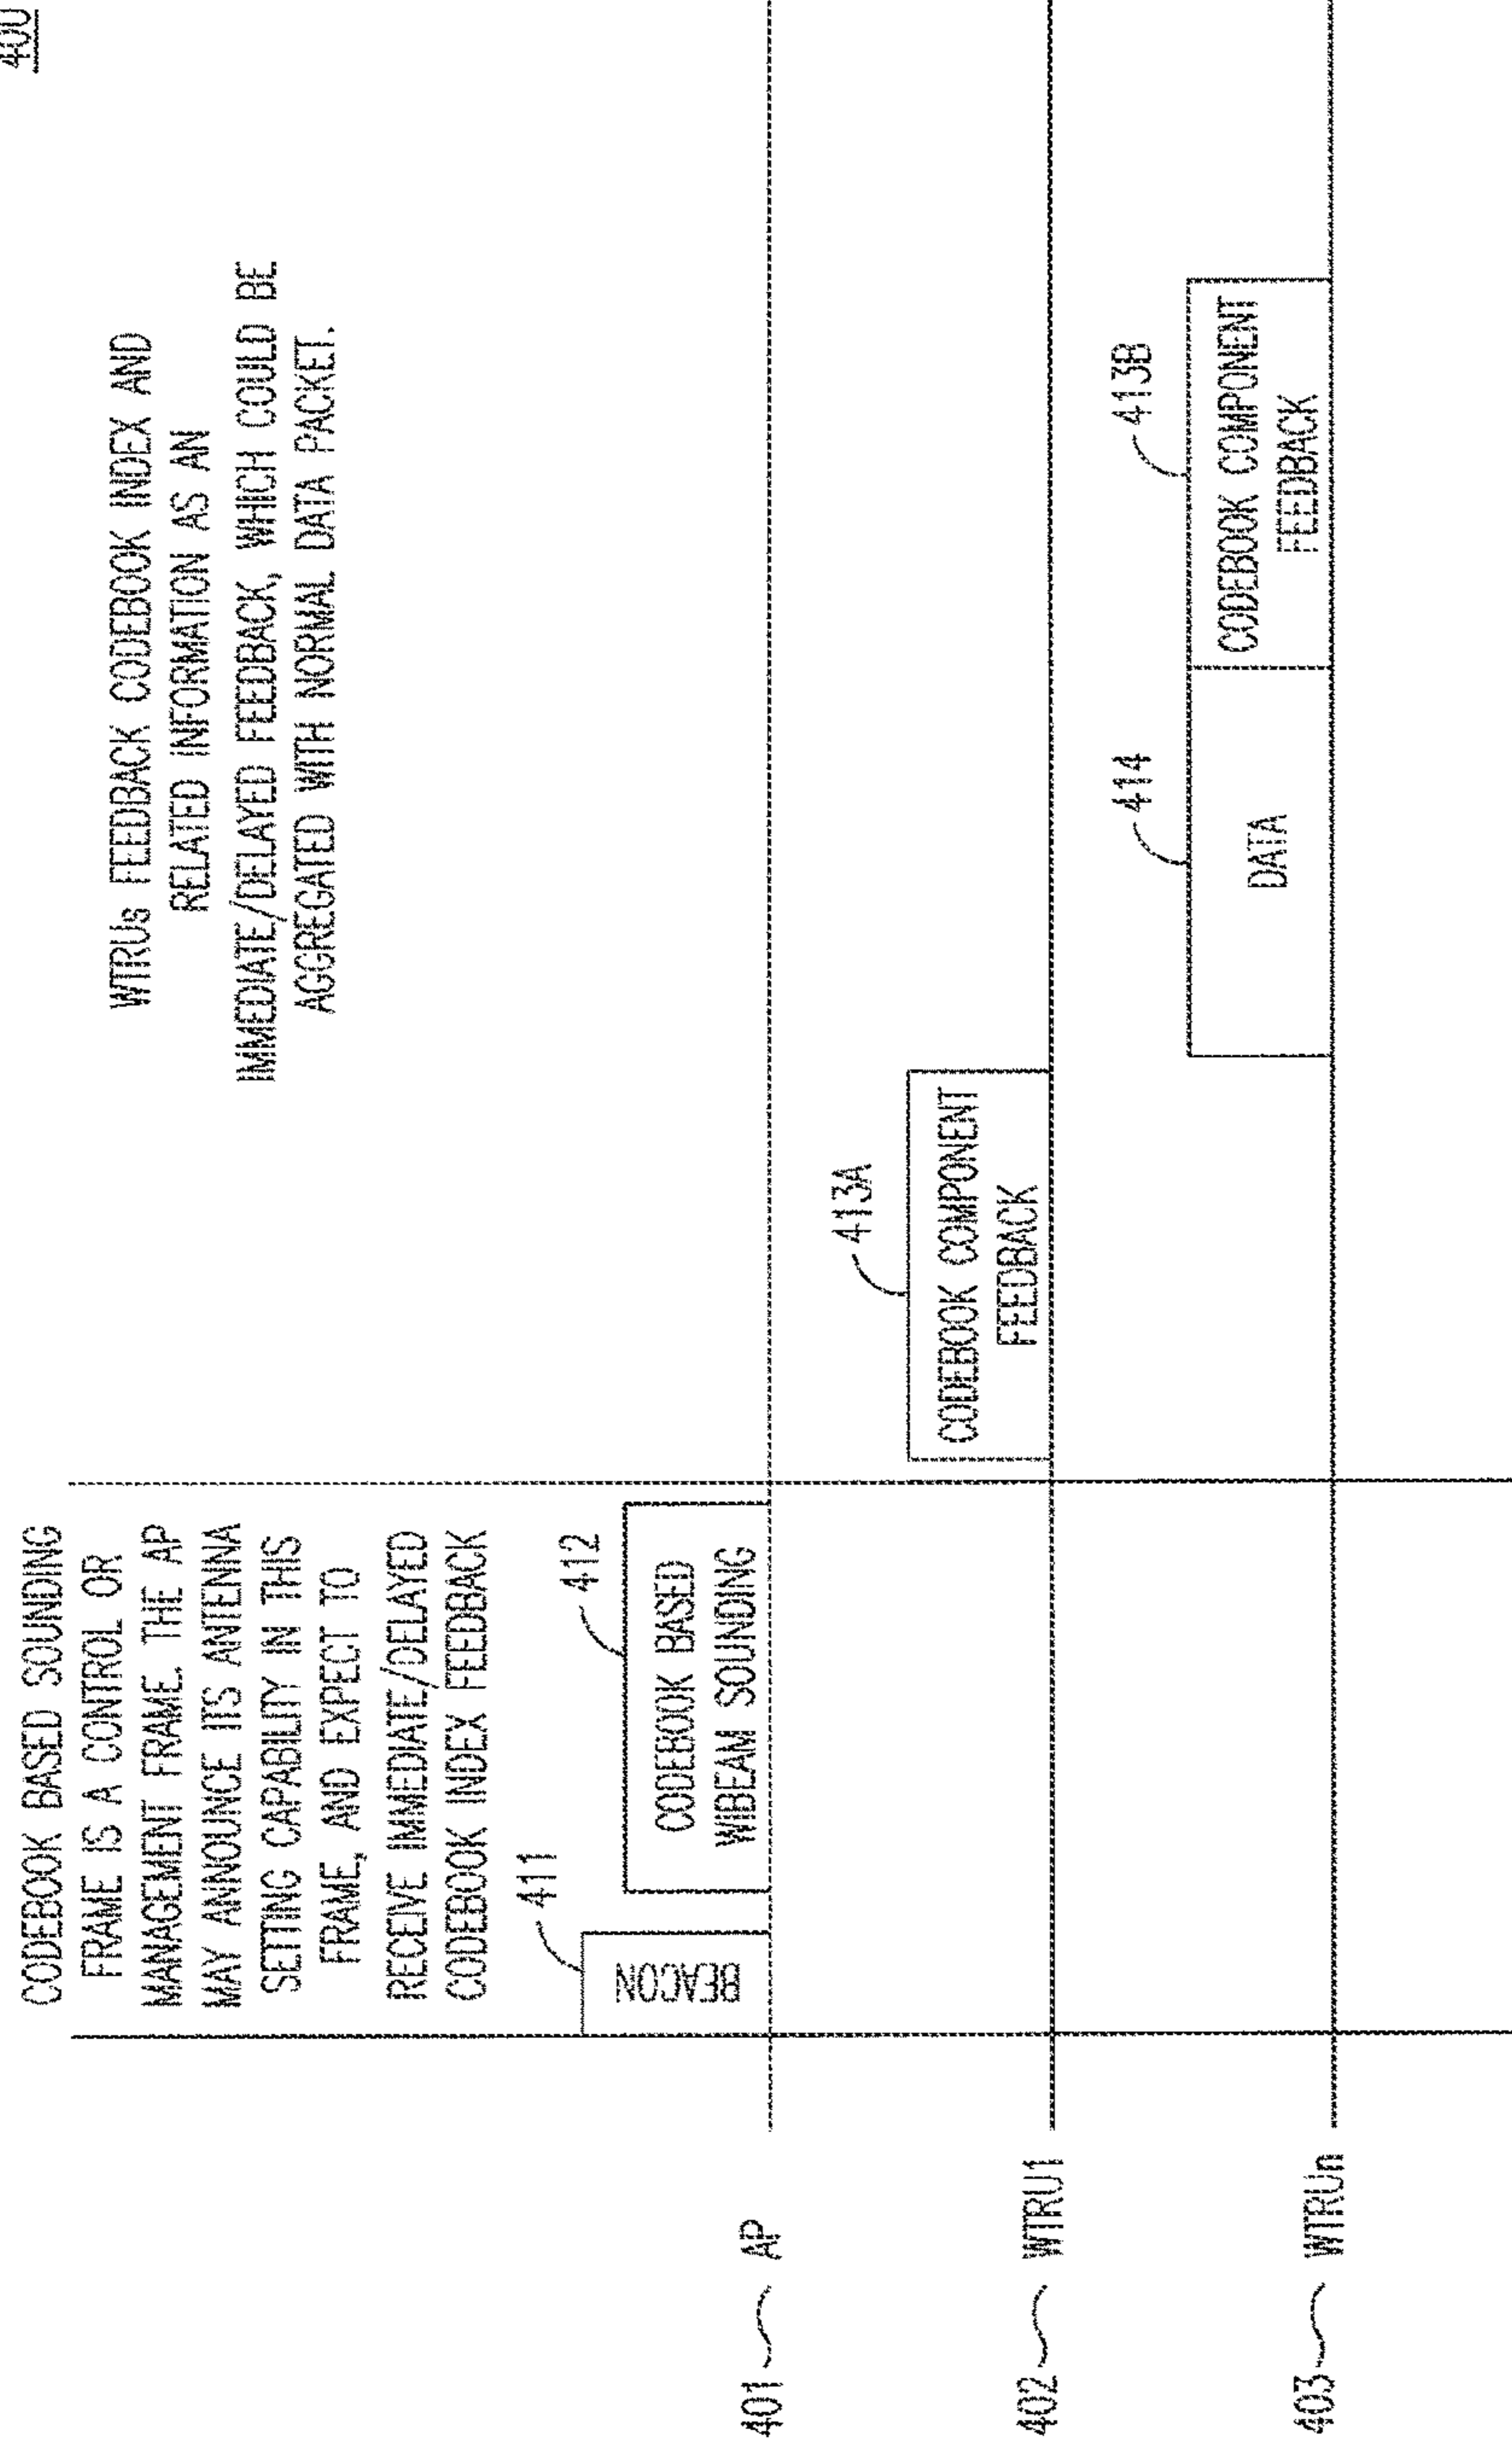 400
CODEBOOK BASED SOUNDING
FRAME IS A CONTROL OR
MANAGEMENT FRAME. THE AP
MAY ANNOUNCE ITS ANTENNA
SETTING CAPABILITY IN THIS
FRAME, AND EXPECT TO
RECEIVE IMMEDIATE/DELAYED
CODEBOOK INDEX FEEDBACK
WTRUs FEEDBACK CODEBOOK INDEX AND
RELATED INFORMATION AS AN
IMMEDIATE/DELAYED FEEDBACK, WHICH COULD BE
AGGREGATED WITH NORMAL DATA PACKET.
411
412
BEACON
CODEBOOK BASED
WIBEAM SOUNDING
401
AP
413A
CODEBOOK COMPONENT
FEEDBACK
402
WTRU1
414
413B
DATA
CODEBOOK COMPONENT
FEEDBACK
403
WTRUn